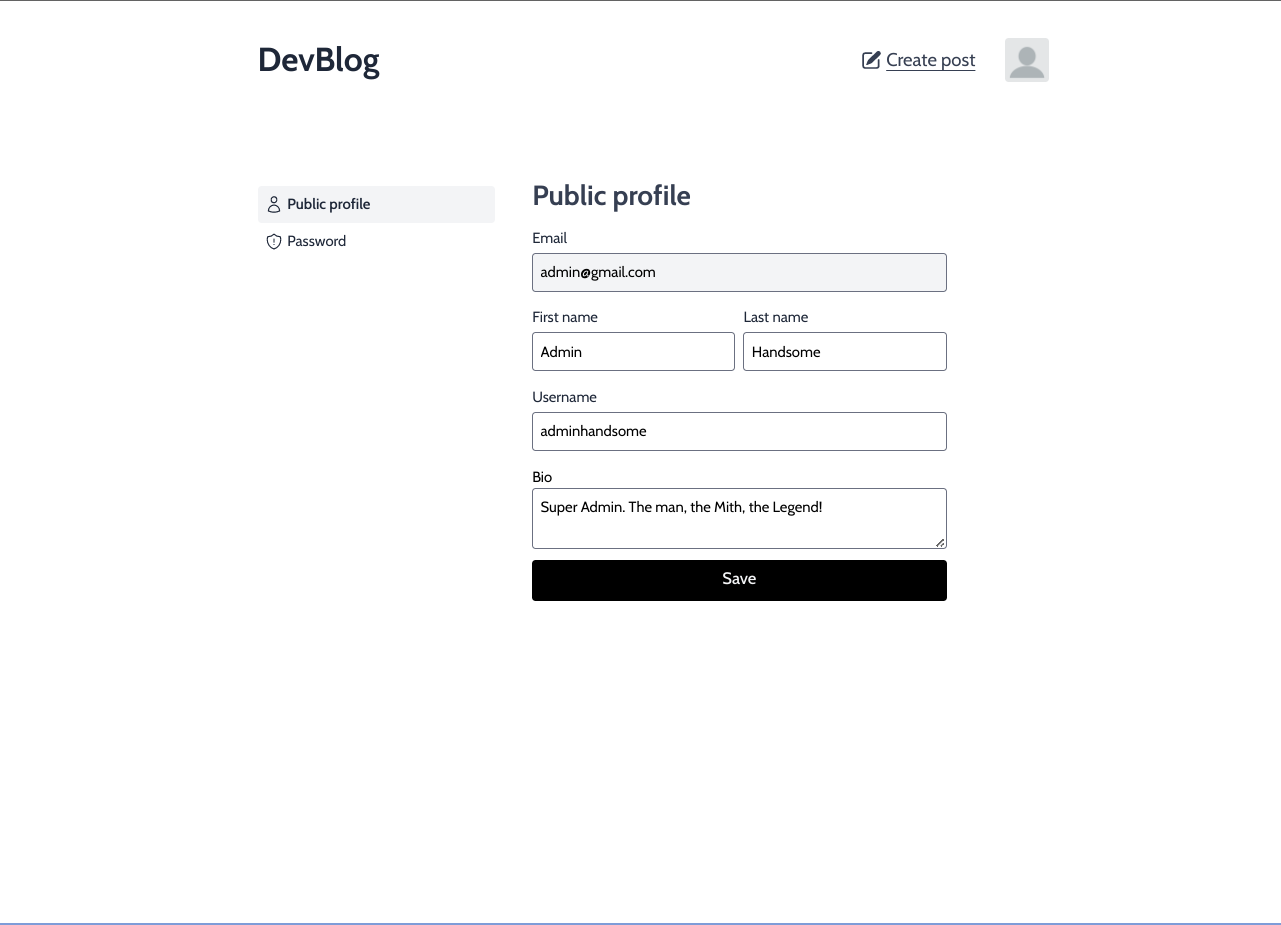 DevBlog
Create post
Public profile
Password
Public profile
Email
admin@gmail.com
First name
Last name
Admin
Handsome
Username
adminhandsome
Bio
Super Admin. The man, the Mith, the Legend!
Save